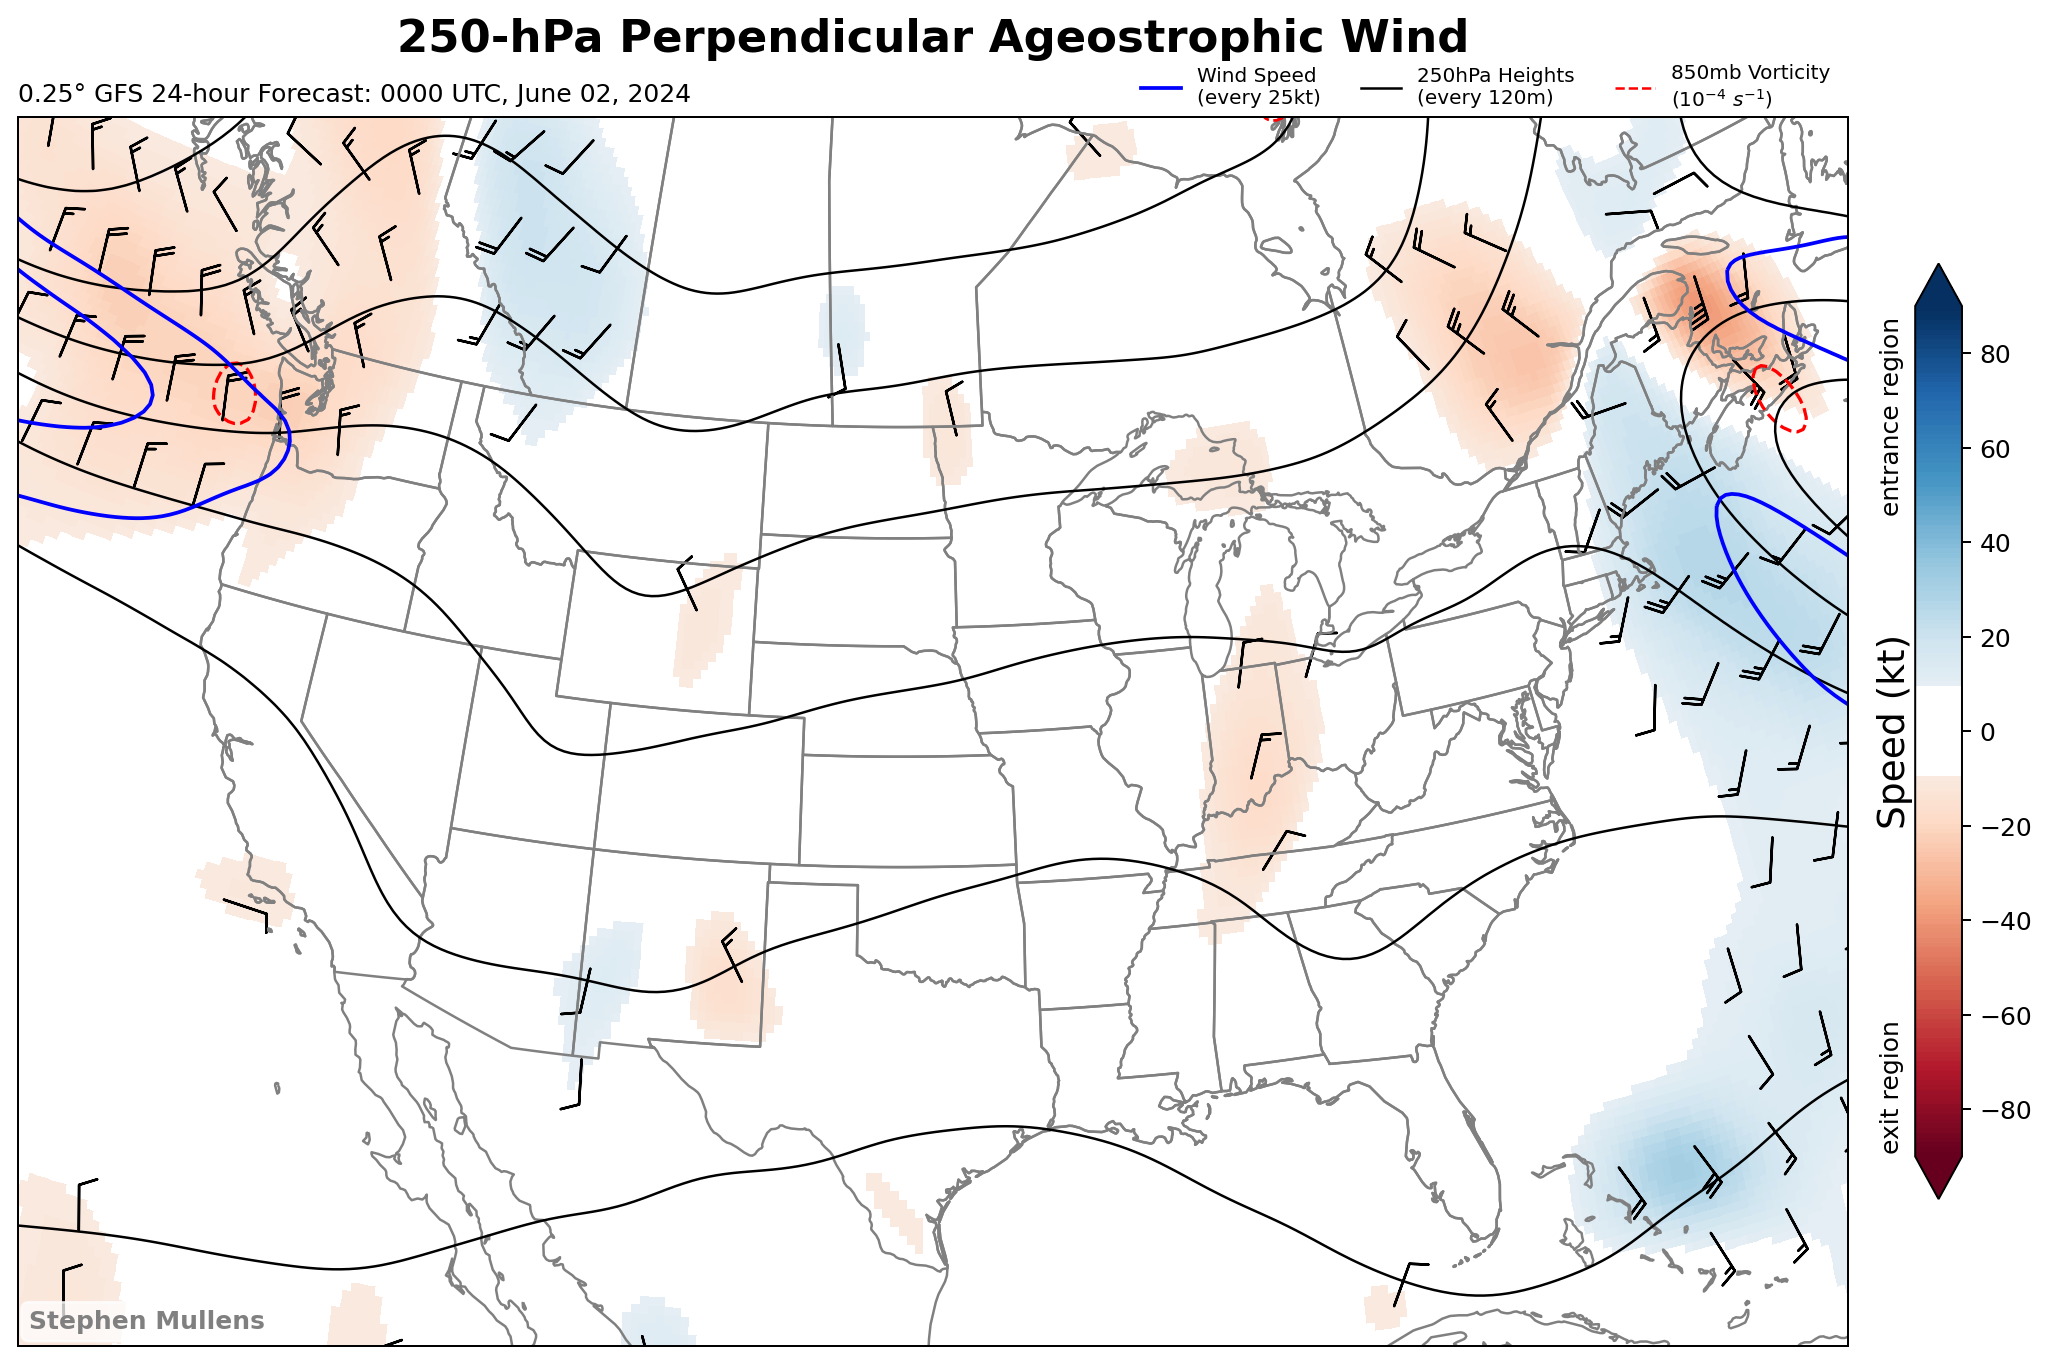 250-hPa Perpendicular Ageostrophic Wind
0.25° GFS 24-hour Forecast: 0000 UTC, June 02, 2024
Wind Speed
(every 25kt)
250hPa Heights
(every 120m)
850mb Vorticity
(10⁻⁴ s⁻¹)
entrance region
Speed (kt)
exit region
80
60
40
20
0
−20
−40
−60
−80
Stephen Mullens